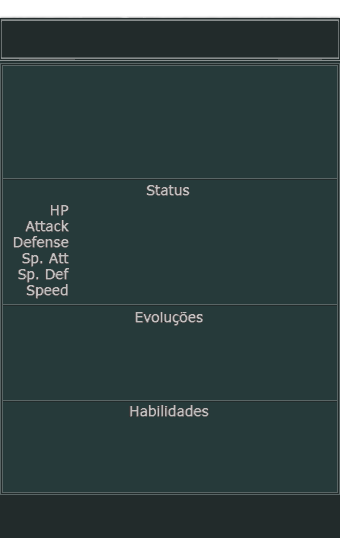 Status
HP
Attack
Defense
Sp. Att
Sp. Def
Speed
Evoluções
Habilidades